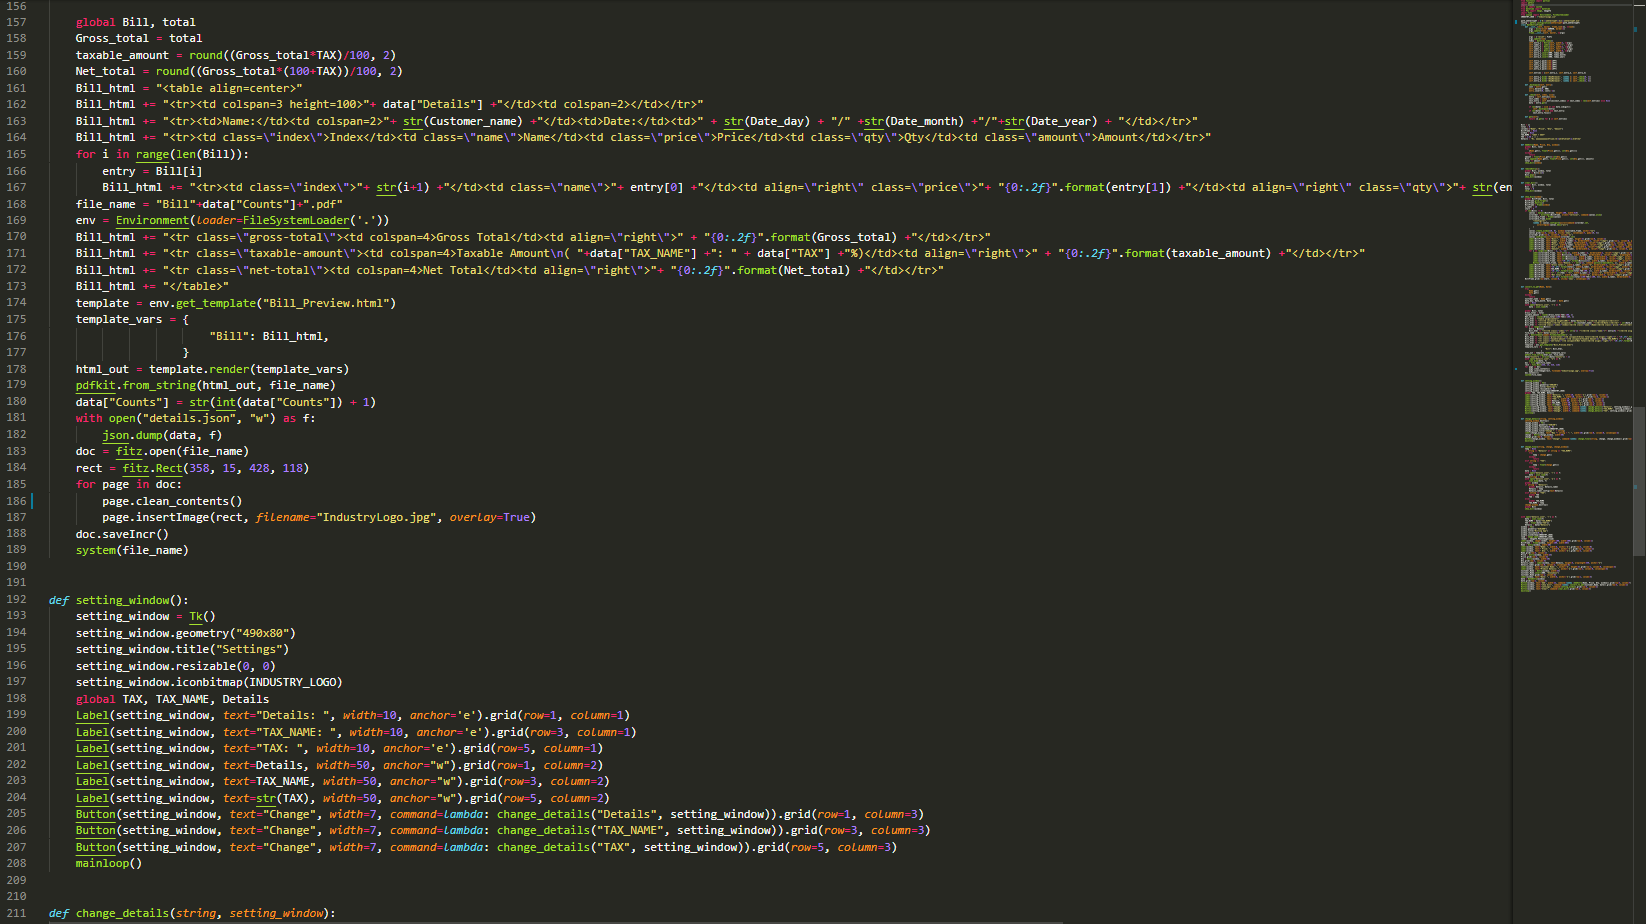 156
157 global Bill, total
158 Gross_total = total
159 taxable_amount = round((Gross_total*TAX)/100, 2)
160 Net_total = round((Gross_total*(100+TAX))/100, 2)
161 Bill_html = "<table align=center>"
162 Bill_html += "<tr><td colspan=3 height=100>"+ data["Details"] +"</td><td colspan=2></td></tr>"
163 Bill_html += "<tr><td>Name:</td><td colspan=2>"+ str(Customer_name) +"</td><td>Date:</td><td>" + str(Date_day) + "/" +str(Date_month) +"/"+str(Date_year) + "</td></tr>"
164 Bill_html += "<tr><td class=\"index\">Index</td><td class=\"name\">Name</td><td class=\"price\">Price</td><td class=\"qty\">Qty</td><td class=\"amount\">Amount</td></tr>"
165 for i in range(len(Bill)):
166 entry = Bill[i]
167 Bill_html += "<tr><td class=\"index\">"+ str(i+1) +"</td><td class=\"name\">"+ entry[0] +"</td><td align=\"right\" class=\"price\">"+ "{0:.2f}".format(entry[1]) +"</td><td align=\"right\" class=\"qty\">"+ str(en
168 file_name = "Bill"+data["Counts"]+".pdf"
169 env = Environment(loader=FileSystemLoader('.'))
170 Bill_html += "<tr class=\"gross-total\"><td colspan=4>Gross Total</td><td align=\"right\">" + "{0:.2f}".format(Gross_total) +"</td></tr>"
171 Bill_html += "<tr class=\"taxable-amount\"><td colspan=4>Taxable Amount\n( "+data["TAX_NAME"] +": " + data["TAX"] +"%)</td><td align=\"right\">" + "{0:.2f}".format(taxable_amount) +"</td></tr>"
172 Bill_html += "<tr class=\"net-total\"><td colspan=4>Net Total</td><td align=\"right\">"+ "{0:.2f}".format(Net_total) +"</td></tr>"
173 Bill_html += "</table>"
174 template = env.get_template("Bill_Preview.html")
175 template_vars = {
176 "Bill": Bill_html,
177 }
178 html_out = template.render(template_vars)
179 pdfkit.from_string(html_out, file_name)
180 data["Counts"] = str(int(data["Counts"]) + 1)
181 with open("details.json", "w") as f:
182 json.dump(data, f)
183 doc = fitz.open(file_name)
184 rect = fitz.Rect(358, 15, 428, 118)
185 for page in doc:
186 page.clean_contents()
187 page.insertImage(rect, filename="IndustryLogo.jpg", overlay=True)
188 doc.saveIncr()
189 system(file_name)
190
191
192 def setting_window():
193 setting_window = Tk()
194 setting_window.geometry("490x80")
195 setting_window.title("Settings")
196 setting_window.resizable(0, 0)
197 setting_window.iconbitmap(INDUSTRY_LOGO)
198 global TAX, TAX_NAME, Details
199 Label(setting_window, text="Details: ", width=10, anchor='e').grid(row=1, column=1)
200 Label(setting_window, text="TAX_NAME: ", width=10, anchor='e').grid(row=3, column=1)
201 Label(setting_window, text="TAX: ", width=10, anchor='e').grid(row=5, column=1)
202 Label(setting_window, text=Details, width=50, anchor="w").grid(row=1, column=2)
203 Label(setting_window, text=TAX_NAME, width=50, anchor="w").grid(row=3, column=2)
204 Label(setting_window, text=str(TAX), width=50, anchor="w").grid(row=5, column=2)
205 Button(setting_window, text="Change", width=7, command=lambda: change_details("Details", setting_window)).grid(row=1, column=3)
206 Button(setting_window, text="Change", width=7, command=lambda: change_details("TAX_NAME", setting_window)).grid(row=3, column=3)
207 Button(setting_window, text="Change", width=7, command=lambda: change_details("TAX", setting_window)).grid(row=5, column=3)
208 mainloop()
209
210
211 def change_details(string, setting_window):